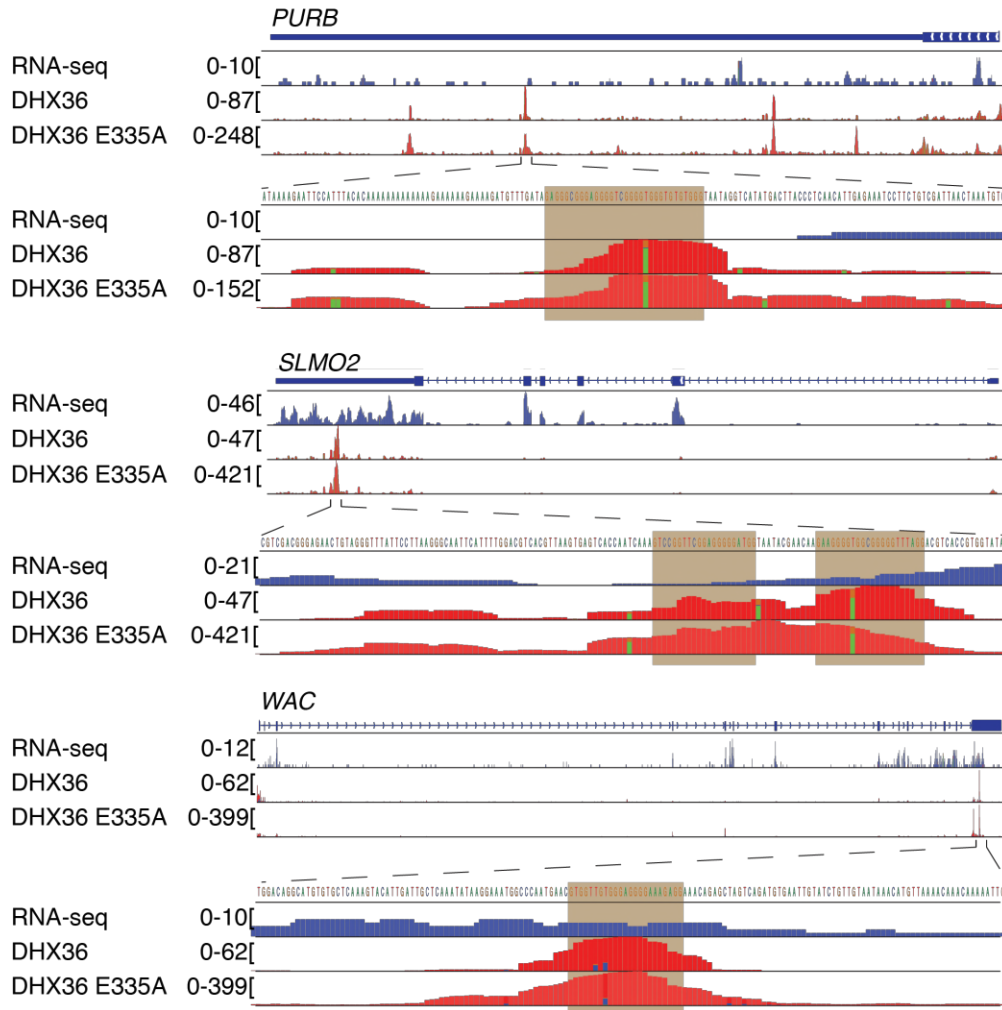 PURB
RNA-seq 0-10[
DHX36 0-87[
DHX36 E335A 0-248[
0-10[
RNA-seq
DHX36 0-87[
DHX36 E335A 0-152[
SLMO2
RNA-seq 0-46[
DHX36 0-47[
DHX36 E335A 0-421[
RNA-seq 0-21[
DHX36 0-47[
DHX36 E335A 0-421[
WAC
RNA-seq 0-12[
DHX36 0-62[
DHX36 E335A 0-399[
RNA-seq 0-10[
DHX36 0-62[
DHX36 E335A 0-399[